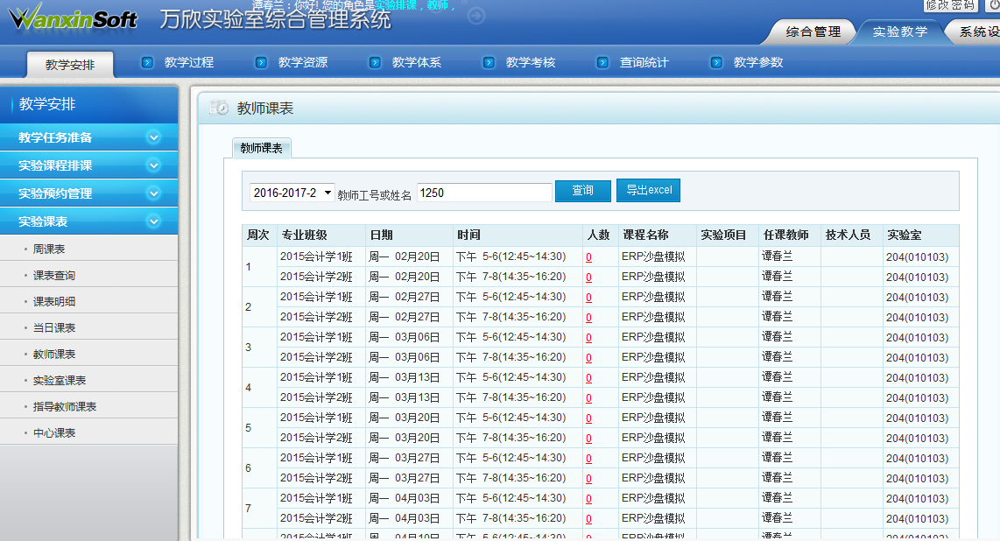 谭春兰：你好! 您的角色是实验排课，教师，
修改密码
WanxinSoft 万欣实验室综合管理系统
综合管理 实验教学 系统设
教学安排 教学过程 教学资源 教学体系 教学考核 查询统计 教学参数
教学安排
教学任务准备
实验课程排课
实验预约管理
实验课表
· 周课表
· 课表查询
· 课表明细
· 当日课表
· 教师课表
· 实验室课表
· 指导教师课表
· 中心课表
教师课表
教师课表
2016-2017-2 教师工号或姓名 1250 查询 导出excel
周次 专业班级 日期 时间 人数 课程名称 实验项目 任课教师 技术人员 实验室
1 2015会计学1班 周一 02月20日 下午 5-6(12:45~14:30) 0 ERP沙盘模拟 谭春兰 204(010103)
2015会计学2班 周一 02月20日 下午 7-8(14:35~16:20) 0 ERP沙盘模拟 谭春兰 204(010103)
2 2015会计学1班 周一 02月27日 下午 5-6(12:45~14:30) 0 ERP沙盘模拟 谭春兰 204(010103)
2015会计学2班 周一 02月27日 下午 7-8(14:35~16:20) 0 ERP沙盘模拟 谭春兰 204(010103)
3 2015会计学1班 周一 03月06日 下午 5-6(12:45~14:30) 0 ERP沙盘模拟 谭春兰 204(010103)
2015会计学2班 周一 03月06日 下午 7-8(14:35~16:20) 0 ERP沙盘模拟 谭春兰 204(010103)
4 2015会计学1班 周一 03月13日 下午 5-6(12:45~14:30) 0 ERP沙盘模拟 谭春兰 204(010103)
2015会计学2班 周一 03月13日 下午 7-8(14:35~16:20) 0 ERP沙盘模拟 谭春兰 204(010103)
5 2015会计学1班 周一 03月20日 下午 5-6(12:45~14:30) 0 ERP沙盘模拟 谭春兰 204(010103)
2015会计学2班 周一 03月20日 下午 7-8(14:35~16:20) 0 ERP沙盘模拟 谭春兰 204(010103)
6 2015会计学1班 周一 03月27日 下午 5-6(12:45~14:30) 0 ERP沙盘模拟 谭春兰 204(010103)
2015会计学2班 周一 03月27日 下午 7-8(14:35~16:20) 0 ERP沙盘模拟 谭春兰 204(010103)
7 2015会计学1班 周一 04月03日 下午 5-6(12:45~14:30) 0 ERP沙盘模拟 谭春兰 204(010103)
2015会计学2班 周一 04月03日 下午 7-8(14:35~16:20) 0 ERP沙盘模拟 谭春兰 204(010103)
2015会计学1班 周一 04月10日 下午 5-6(12:45~14:30) 0 ERP沙盘模拟 谭春兰 204(010103)